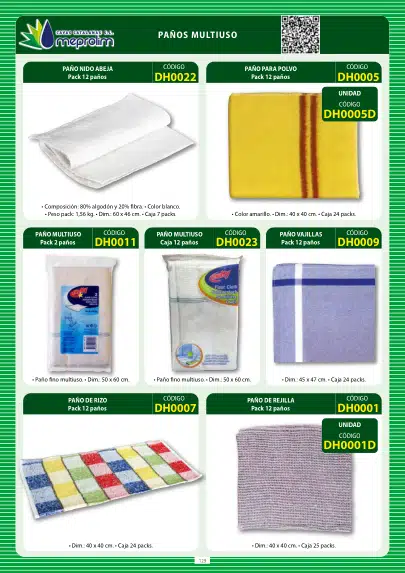 CUTAS CATALANAS S.L.
meprolim
PAÑOS MULTIUSO
PAÑO NIDO ABEJA
Pack 12 paños
CÓDIGO
DH0022
• Composición: 80% algodón y 20% fibra. • Color blanco.
• Peso pack: 1,56 kg. • Dim.: 60 x 46 cm. • Caja 7 packs.
PAÑO PARA POLVO
Pack 12 paños
CÓDIGO
DH0005
UNIDAD
CÓDIGO
DH0005D
• Color amarillo. • Dim.: 40 x 40 cm. • Caja 24 packs.
PAÑO MULTIUSO
Pack 2 paños
CÓDIGO
DH0011
• Paño fino multiuso. • Dim.: 50 x 60 cm.
PAÑO MULTIUSO
Caja 12 paños
CÓDIGO
DH0023
Floor Cloth
• Paño fino multiuso. • Dim.: 50 x 60 cm.
PAÑO VAJILLAS
Pack 12 paños
CÓDIGO
DH0009
• Dim.: 45 x 47 cm. • Caja 24 packs.
PAÑO DE RIZO
Pack 12 paños
CÓDIGO
DH0007
• Dim.: 40 x 40 cm. • Caja 24 packs.
PAÑO DE REJILLA
Pack 12 paños
CÓDIGO
DH0001
UNIDAD
CÓDIGO
DH0001D
• Dim.: 40 x 40 cm. • Caja 25 packs.